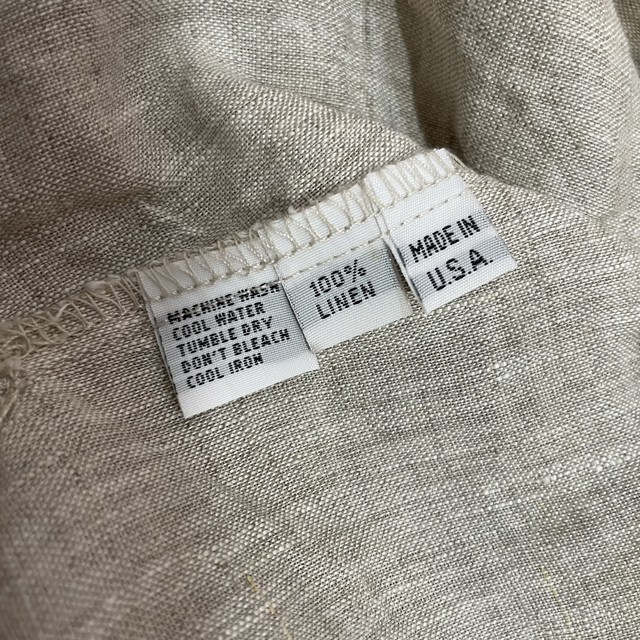 MACHINE WASH
COOL WATER
TUMBLE DRY
DON'T BLEACH
COOL IRON
100%
LINEN
MADE IN
U.S.A.